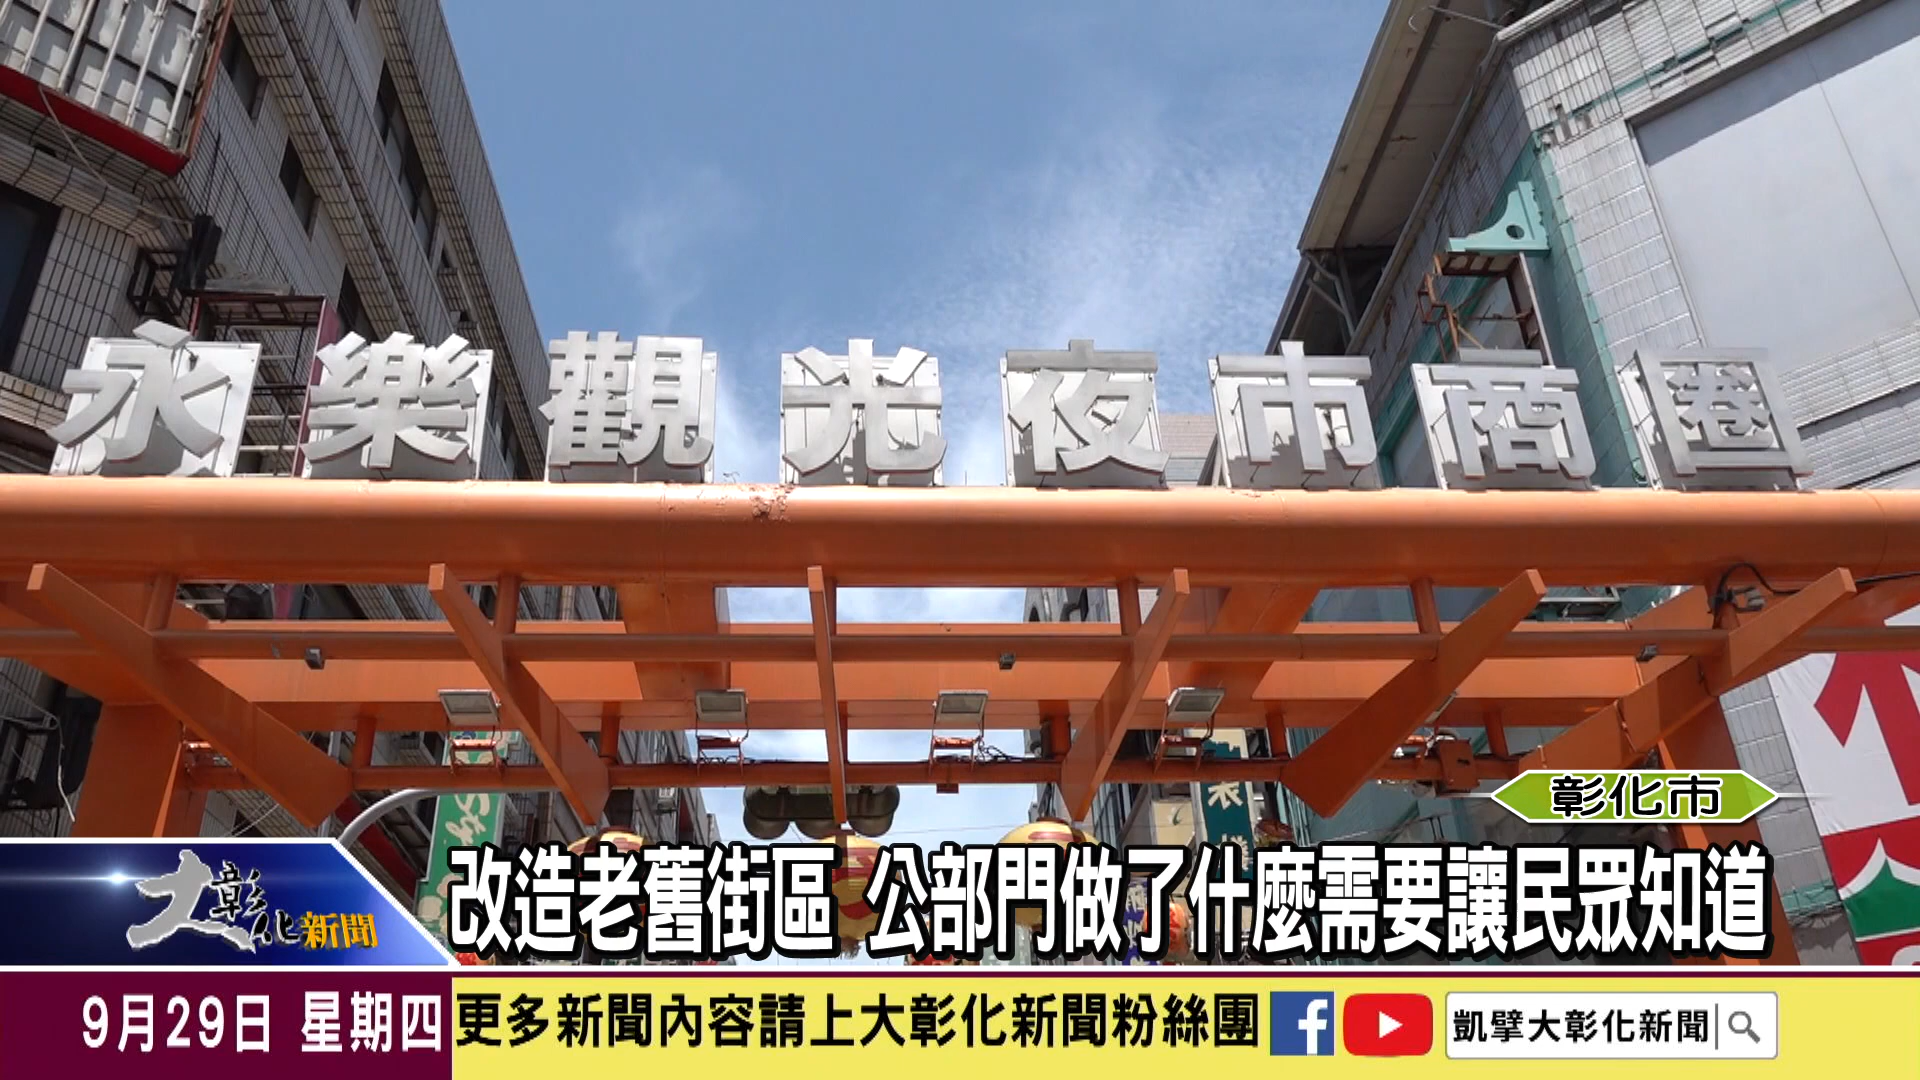 永樂觀光夜市商圈
彰化市
大彰化新聞
改造老舊街區 公部門做了什麼需要讓民眾知道
9月29日 星期四
更多新聞內容請上大彰化新聞粉絲團
凱擘大彰化新聞